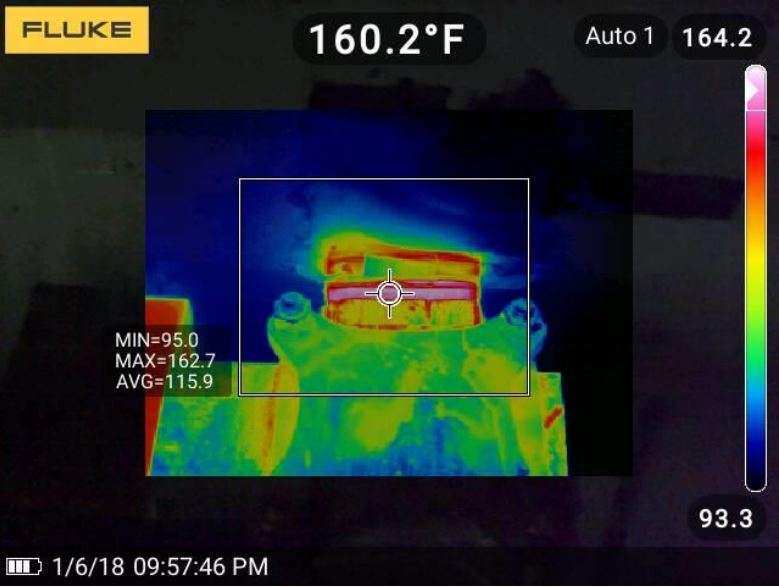 FLUKE
160.2°F
Auto 1
164.2
MIN=95.0
MAX=162.7
AVG=115.9
93.3
1/6/18 09:57:46 PM